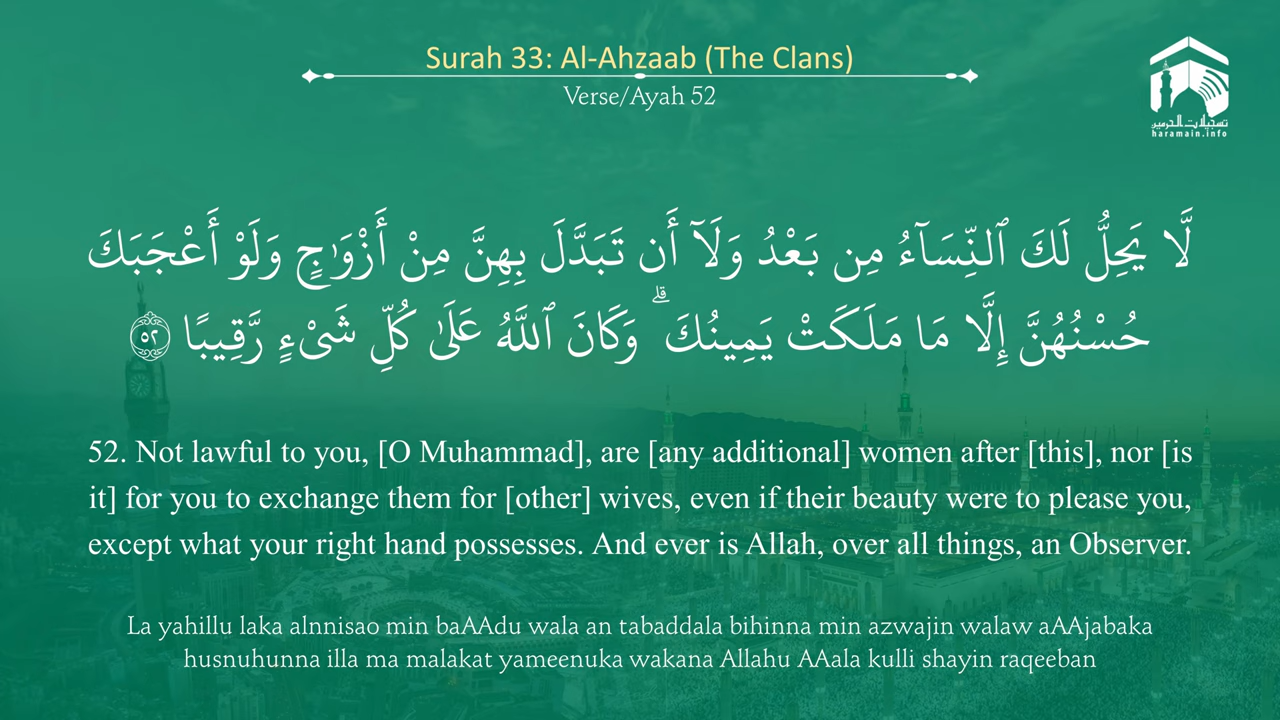 Surah 33: Al-Ahzaab (The Clans)
Verse/Ayah 52
تسجيلات الحرمين
haramain.info
لَّا يَحِلُّ لَكَ ٱلنِّسَآءُ مِن بَعْدُ وَلَآ أَن تَبَدَّلَ بِهِنَّ مِنْ أَزْوَٰجٍ وَلَوْ أَعْجَبَكَ
حُسْنُهُنَّ إِلَّا مَا مَلَكَتْ يَمِينُكَ ۗ وَكَانَ ٱللَّهُ عَلَىٰ كُلِّ شَىْءٍ رَّقِيبًا ٥٢
52. Not lawful to you, [O Muhammad], are [any additional] women after [this], nor [is
it] for you to exchange them for [other] wives, even if their beauty were to please you,
except what your right hand possesses. And ever is Allah, over all things, an Observer.
La yahillu laka alnnisao min baAAdu wala an tabaddala bihinna min azwajin walaw aAAjabaka
husnuhunna illa ma malakat yameenuka wakana Allahu AAala kulli shayin raqeeban